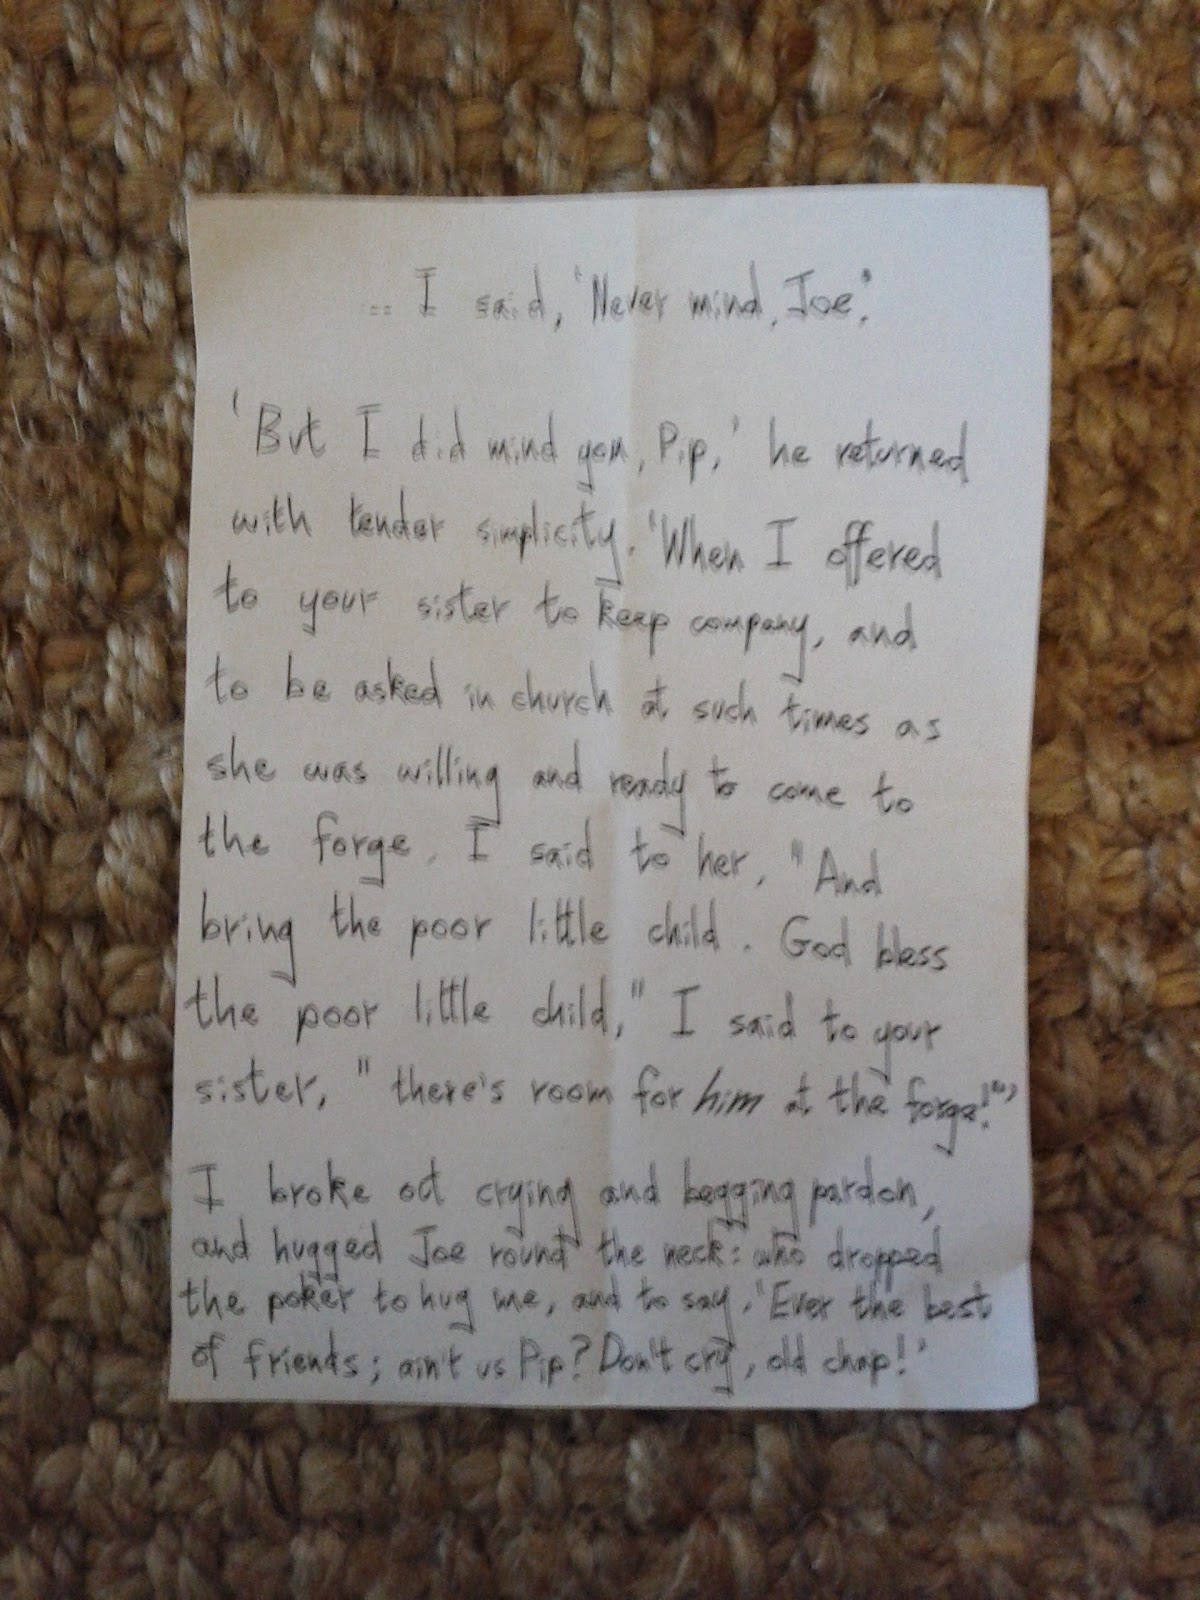 ... I said, 'Never mind, Joe.'
'But I did mind you, Pip,' he returned
with tender simplicity. 'When I offered
to your sister to keep company, and
to be asked in church at such times as
she was willing and ready to come to
the forge, I said to her, "And
bring the poor little child. God bless
the poor little child," I said to your
sister, "there's room for him at the forge!"'
I broke out crying and begging pardon,
and hugged Joe round the neck: who dropped
the poker to hug me, and to say, 'Ever the best
of friends; ain't us Pip? Don't cry, old chap!'